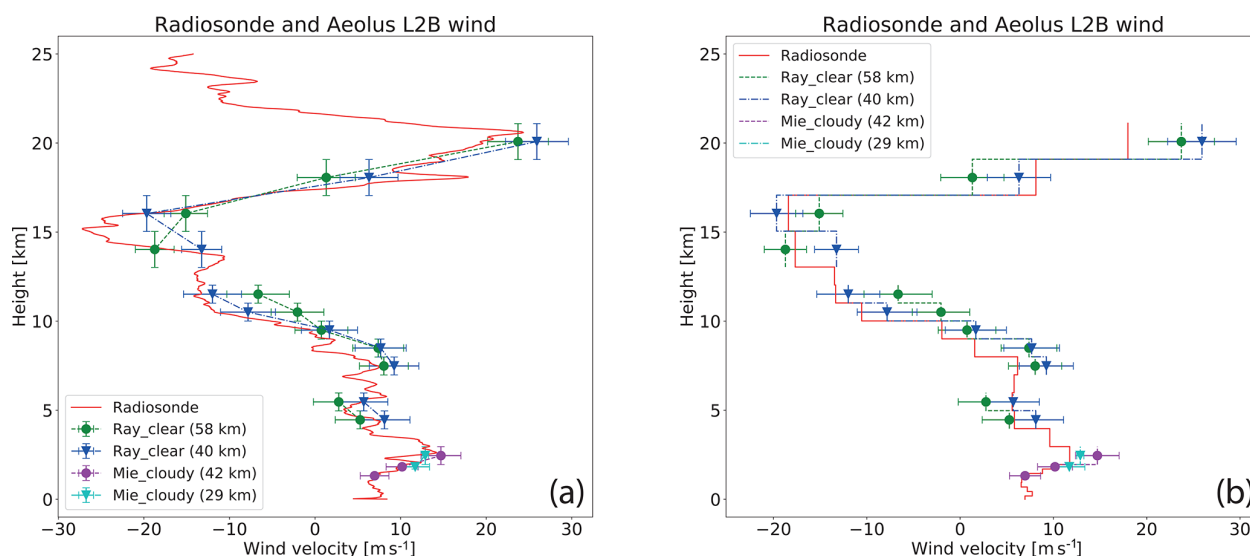 Radiosonde and Aeolus L2B wind
25
20
15
10
5
0
Height [km]
Radiosonde
Ray_clear (58 km)
Ray_clear (40 km)
Mie_cloudy (42 km)
Mie_cloudy (29 km)
(a)
−30 −20 −10 0 10 20 30
Wind velocity [m s-1]
Radiosonde and Aeolus L2B wind
25
20
15
10
5
0
Height [km]
Radiosonde
Ray_clear (58 km)
Ray_clear (40 km)
Mie_cloudy (42 km)
Mie_cloudy (29 km)
(b)
−20 −10 0 10 20 30
Wind velocity [m s-1]